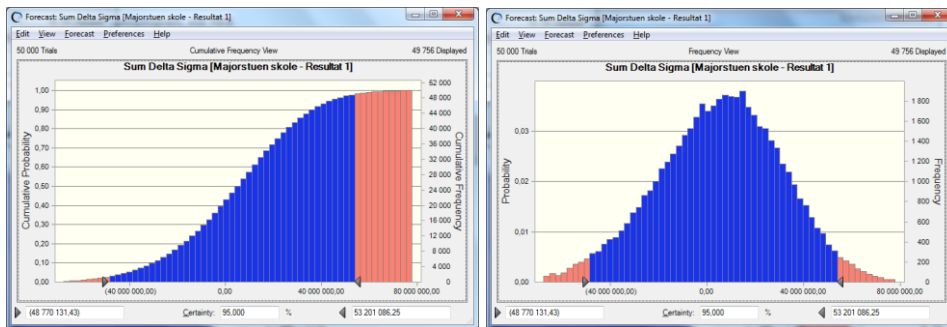 Forecast: Sum Delta Sigma [Majorstuen skole - Resultat 1]
Edit View Forecast Preferences Help
50 000 Trials Cumulative Frequency View 49 756 Displayed
Sum Delta Sigma [Majorstuen skole - Resultat 1]
Cumulative Probability
1,00
0,90
0,80
0,70
0,60
0,50
0,40
0,30
0,20
0,10
0,00
52 000
48 000
44 000
40 000
36 000
32 000
28 000
24 000
20 000
16 000
12 000
8 000
4 000
0
Cumulative Frequency
(40 000 000,00) 0,00 40 000 000,00 80 000 000,00
(48 770 131,43) Certainty: 95,000 % 53 201 086,25
Forecast: Sum Delta Sigma [Majorstuen skole - Resultat 1]
Edit View Forecast Preferences Help
50 000 Trials Frequency View 49 756 Displayed
Sum Delta Sigma [Majorstuen skole - Resultat 1]
Probability
0,03
0,02
0,01
0,00
1 800
1 600
1 400
1 200
1 000
800
600
400
200
0
Frequency
(40 000 000,00) 0,00 40 000 000,00 80 000 000,00
(48 770 131,43) Certainty: 95,000 % 53 201 086,25